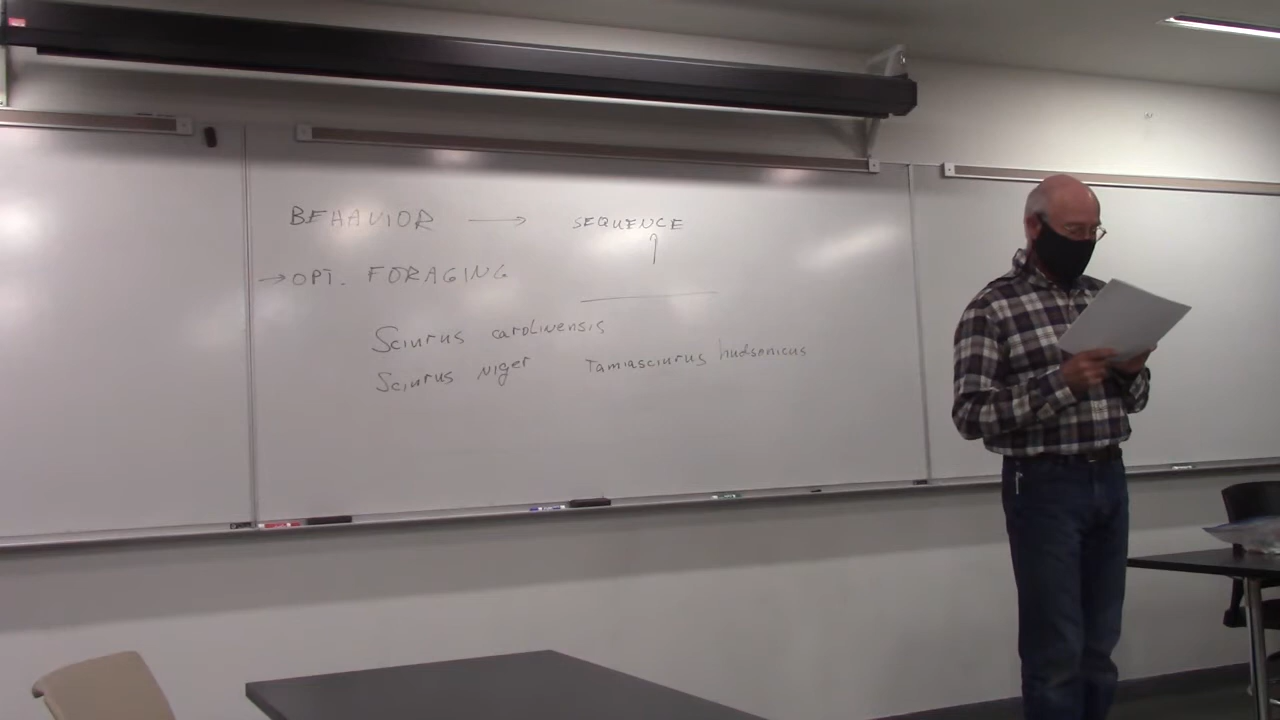 BEHAVIOR → SEQUENCE
↑
→ OPT. FORAGING
Sciurus carolinensis
Sciurus niger Tamiasciurus hudsonicus